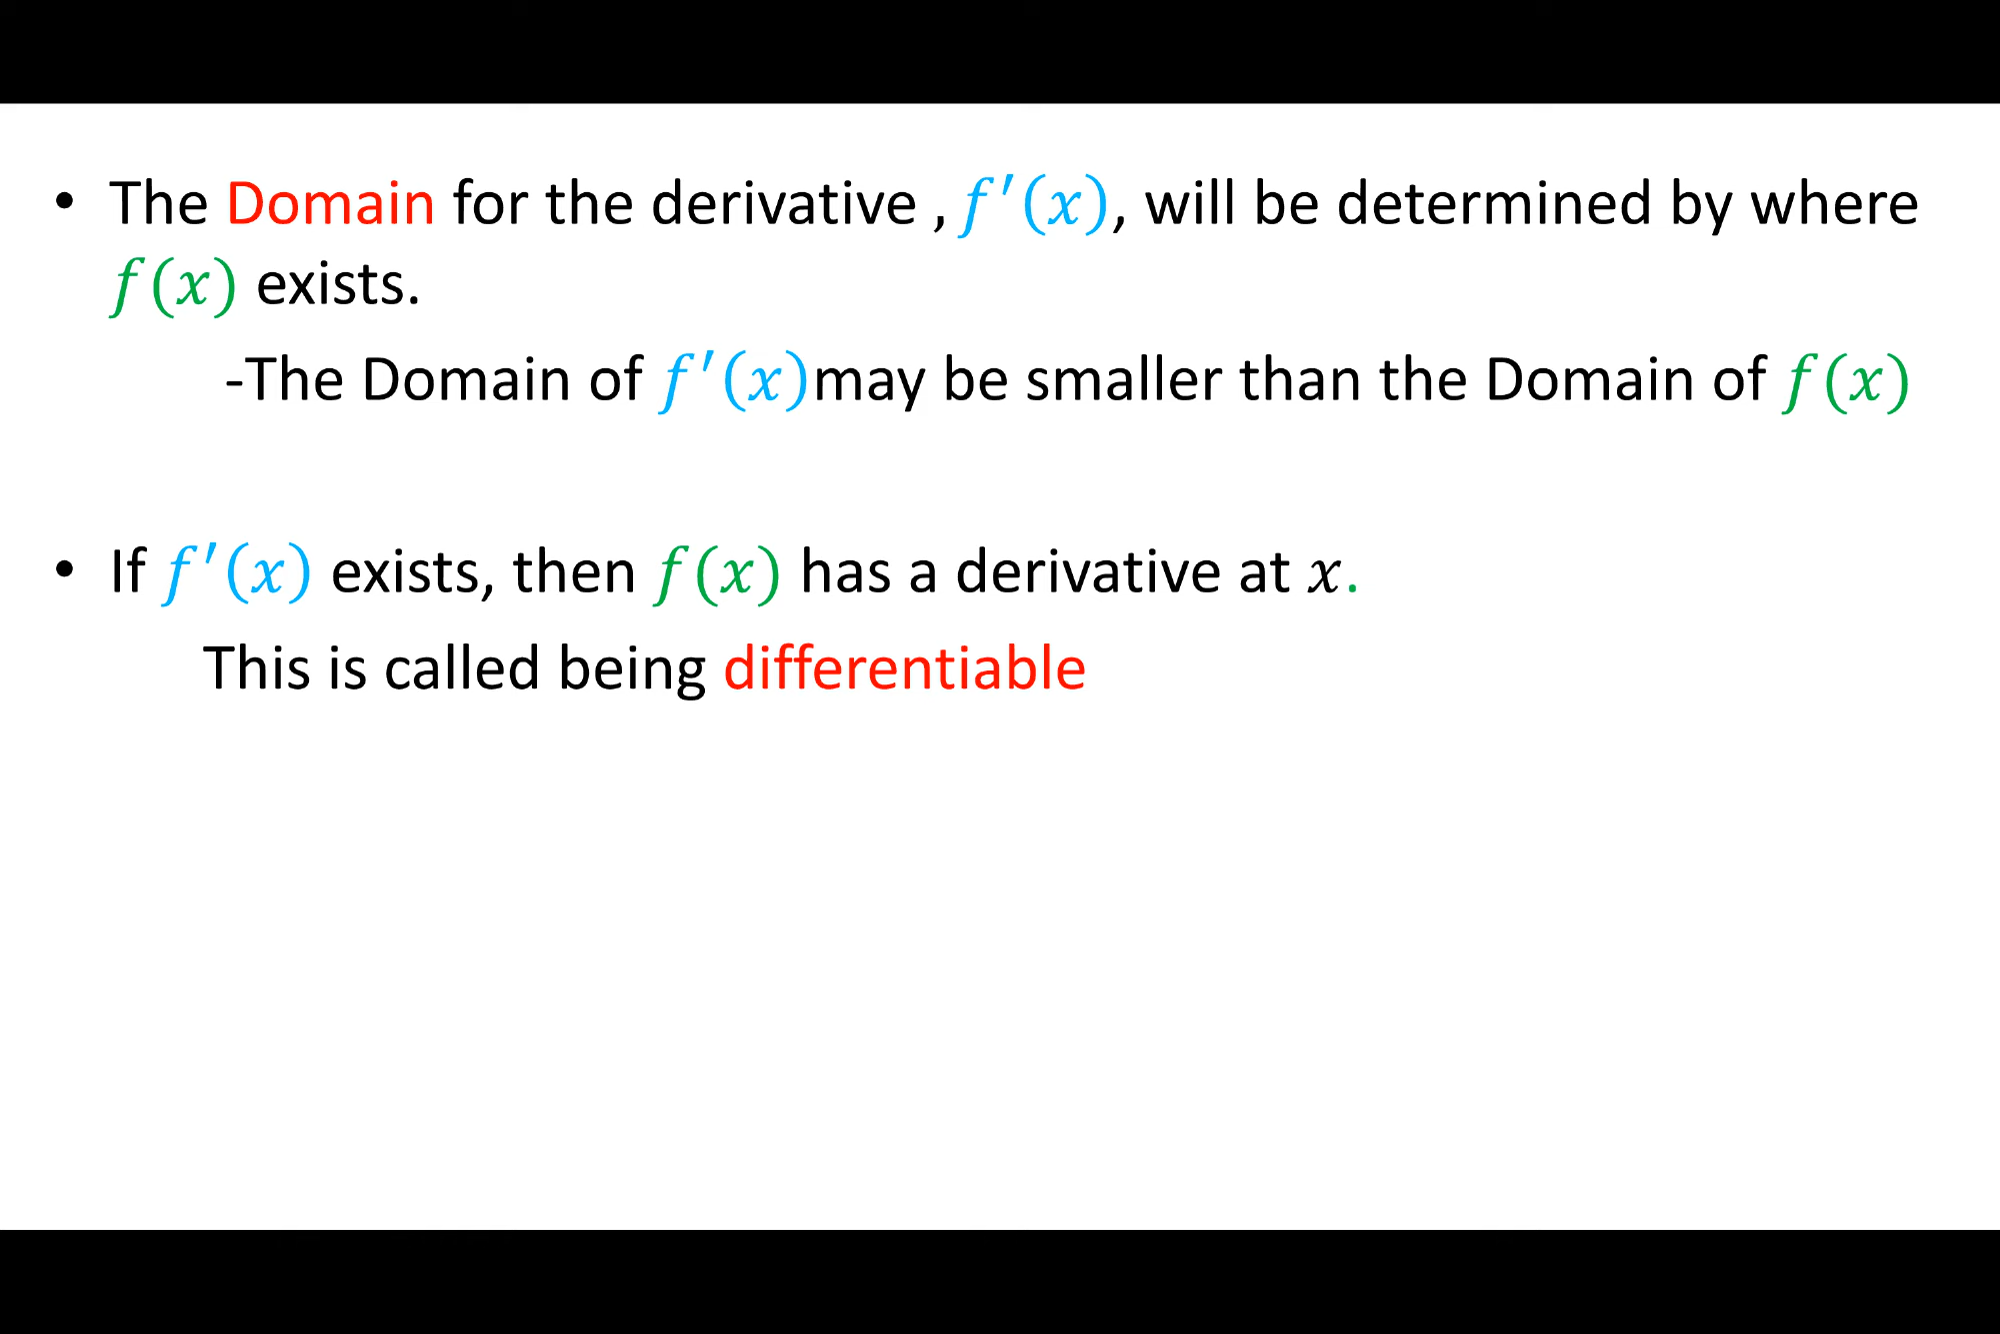 • The Domain for the derivative , f′(x), will be determined by where
f(x) exists.
-The Domain of f′(x)may be smaller than the Domain of f(x)
• If f′(x) exists, then f(x) has a derivative at x.
This is called being differentiable